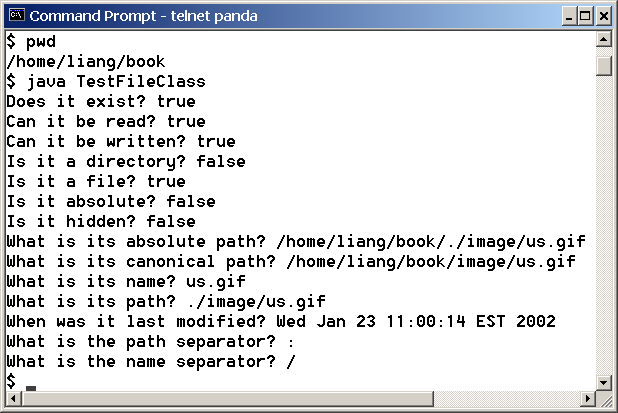 Command Prompt - telnet panda
$ pwd
/home/liang/book
$ java TestFileClass
Does it exist? true
Can it be read? true
Can it be written? true
Is it a directory? false
Is it a file? true
Is it absolute? false
Is it hidden? false
What is its absolute path? /home/liang/book/./image/us.gif
What is its canonical path? /home/liang/book/image/us.gif
What is its name? us.gif
What is its path? ./image/us.gif
When was it last modified? Wed Jan 23 11:00:14 EST 2002
What is the path separator? :
What is the name separator? /
$ _